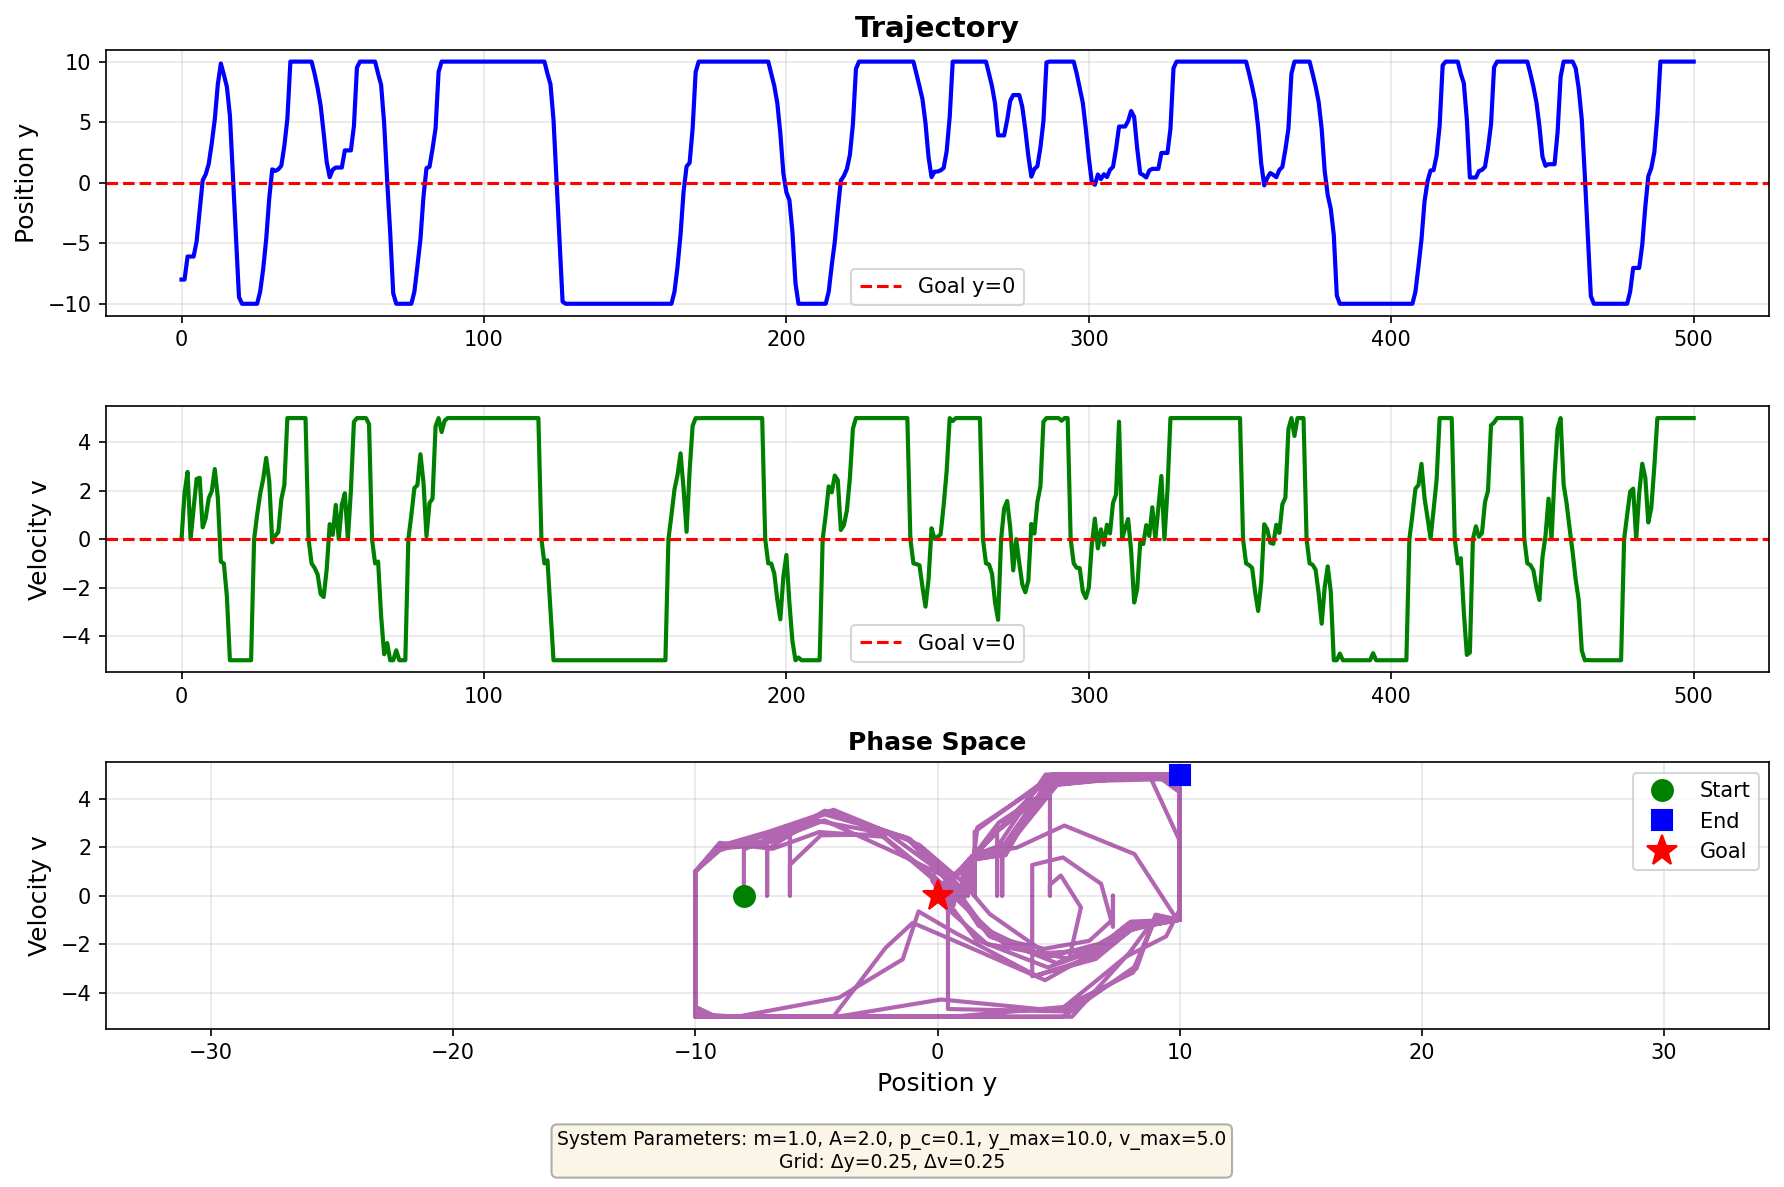 Trajectory
Position y
10
5
0
−5
−10
Goal y=0
0 100 200 300 400 500
Velocity v
4
2
0
−2
−4
Goal v=0
0 100 200 300 400 500
Phase Space
Velocity v
4
2
0
−2
−4
Start
End
Goal
−30 −20 −10 0 10 20 30
Position y
System Parameters: m=1.0, A=2.0, p_c=0.1, y_max=10.0, v_max=5.0
Grid: Δy=0.25, Δv=0.25